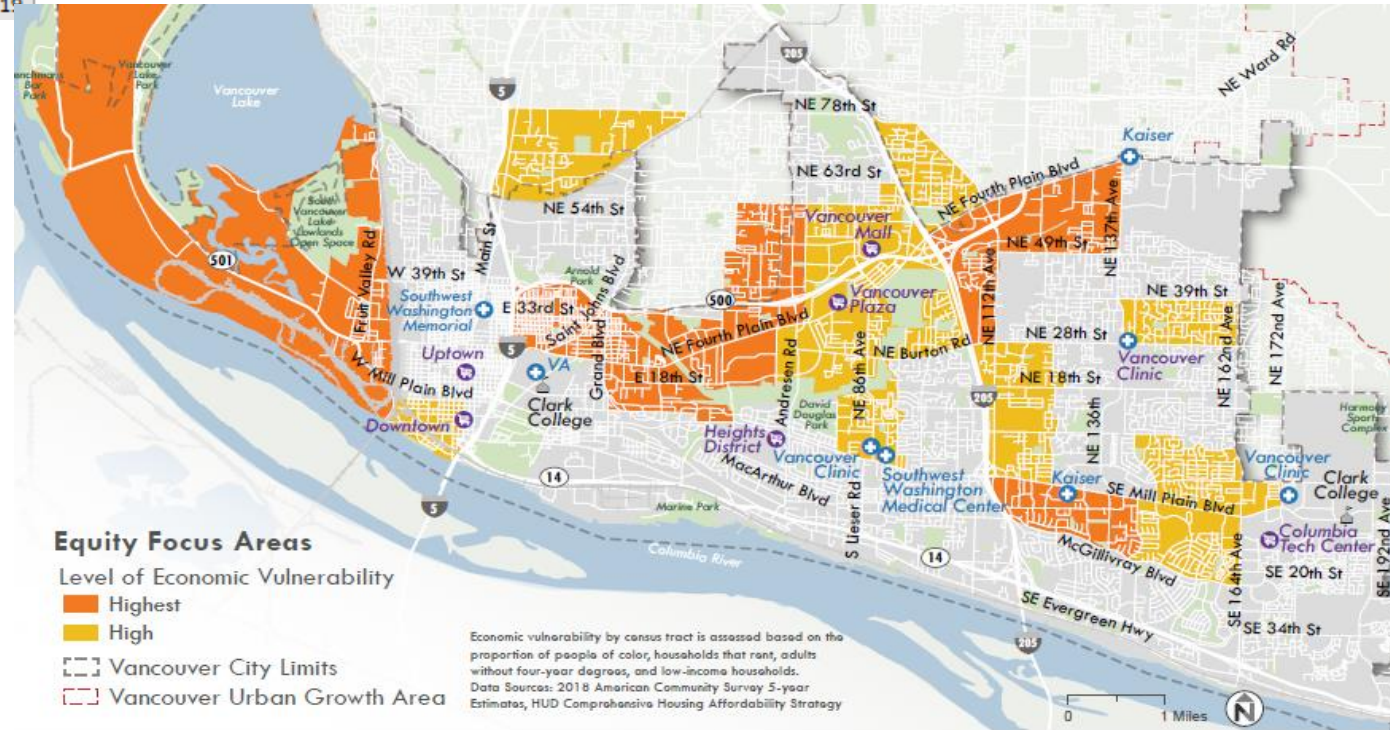 Vancouver
Lake
Park
Vancouver
Lake
Bar
Park
5
205
NE Ward Rd
NE 78th St
Kaiser
NE 63rd St
NE Fourth Plain Blvd
South
Vancouver
Lake
Lowlands
Open Space
NE 54th St
Vancouver
Mall
NE 137th Ave
NE 49th St
Main St
Fruit Valley Rd
501
W 39th St
Arnold
Park
Saint Johns Blvd
NE 112th Ave
Southwest
Washington
Memorial
E 33rd St
500
Vancouver
Plaza
NE 39th St
NE 172nd Ave
NE Fourth Plain Blvd
NE 28th St
5
Uptown
VA
Grand Blvd
E 18th St
NE Burton Rd
Vancouver
Clinic
NE 162nd Ave
W Mill Plain Blvd
Andresen Rd
NE 86th Ave
NE 18th St
205
Clark
College
David
Douglas
Park
NE 136th
Harmony
Sports
Complex
Downtown
Heights
District
Vancouver
Clinic
Vancouver
Clinic
MacArthur Blvd
Southwest
Washington
Medical Center
Kaiser
SE Mill Plain Blvd
Clark
College
14
5
Marine Park
S Lieser Rd
McGillivray Blvd
Columbia
Tech Center
Columbia River
14
SE 164th Ave
SE 20th St
SE 192nd Ave
SE Evergreen Hwy
SE 34th St
205
Equity Focus Areas
Level of Economic Vulnerability
Highest
High
Vancouver City Limits
Vancouver Urban Growth Area
Economic vulnerability by census tract is assessed based on the
proportion of people of color, households that rent, adults
without four-year degrees, and low-income households.
Data Sources: 2018 American Community Survey 5-year
Estimates, HUD Comprehensive Housing Affordability Strategy
0 1 Miles
N